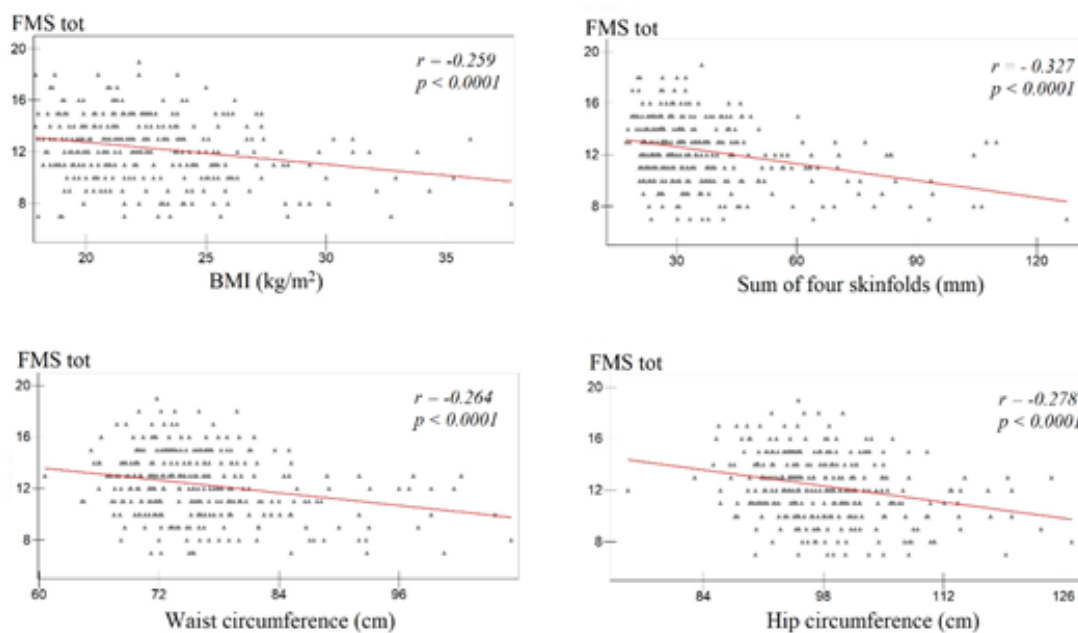 FMS tot
20
16
12
8
r = -0.259
p < 0.0001
20 25 30 35
BMI (kg/m²)
FMS tot
20
16
12
8
r = - 0.327
p < 0.0001
30 60 90 120
Sum of four skinfolds (mm)
FMS tot
20
16
12
8
r = -0.264
p < 0.0001
60 72 84 96
Waist circumference (cm)
FMS tot
20
16
12
8
r = -0.278
p < 0.0001
84 98 112 126
Hip circumference (cm)